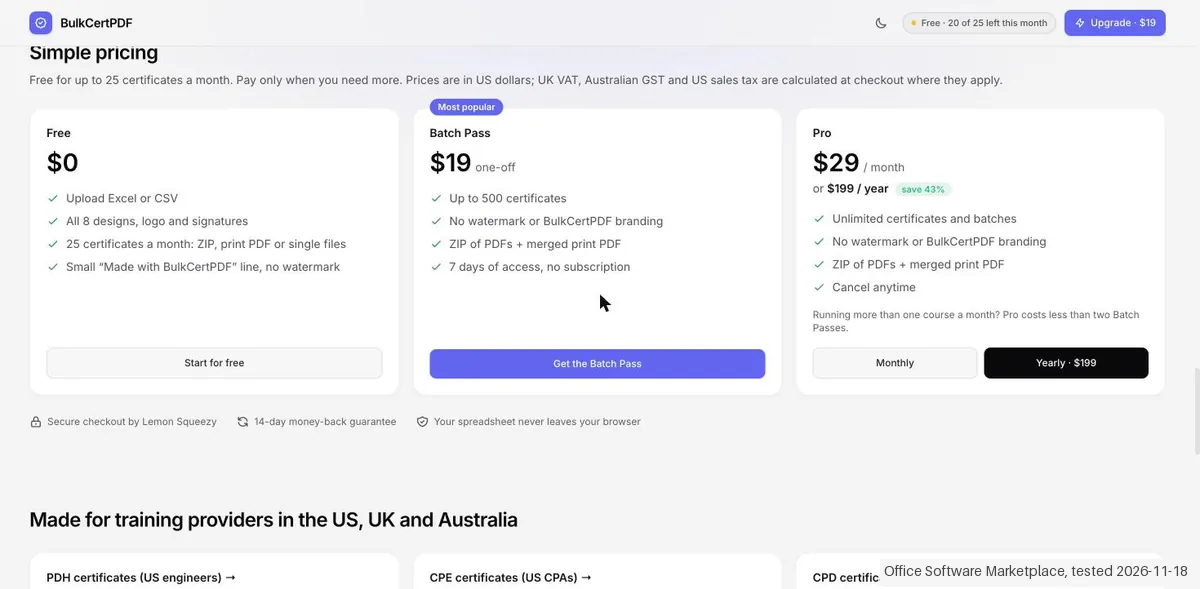 BulkCertPDF
Free · 20 of 25 left this month
Upgrade · $19
Simple pricing
Free for up to 25 certificates a month. Pay only when you need more. Prices are in US dollars; UK VAT, Australian GST and US sales tax are calculated at checkout where they apply.
Free
$0
Upload Excel or CSV
All 8 designs, logo and signatures
25 certificates a month: ZIP, print PDF or single files
Small “Made with BulkCertPDF” line, no watermark
Start for free
Most popular
Batch Pass
$19 one-off
Up to 500 certificates
No watermark or BulkCertPDF branding
ZIP of PDFs + merged print PDF
7 days of access, no subscription
Get the Batch Pass
Pro
$29 / month
or $199 / year save 43%
Unlimited certificates and batches
No watermark or BulkCertPDF branding
ZIP of PDFs + merged print PDF
Cancel anytime
Running more than one course a month? Pro costs less than two Batch
Passes.
Monthly
Yearly · $199
Secure checkout by Lemon Squeezy
14-day money-back guarantee
Your spreadsheet never leaves your browser
Made for training providers in the US, UK and Australia
PDH certificates (US engineers) →
CPE certificates (US CPAs) →
CPD certific
Office Software Marketplace, tested 2026-11-18